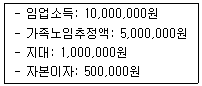 - 임업소득: 10,000,000원
- 가족노임추정액: 5,000,000원
- 지대: 1,000,000원
- 자본이자: 500,000원